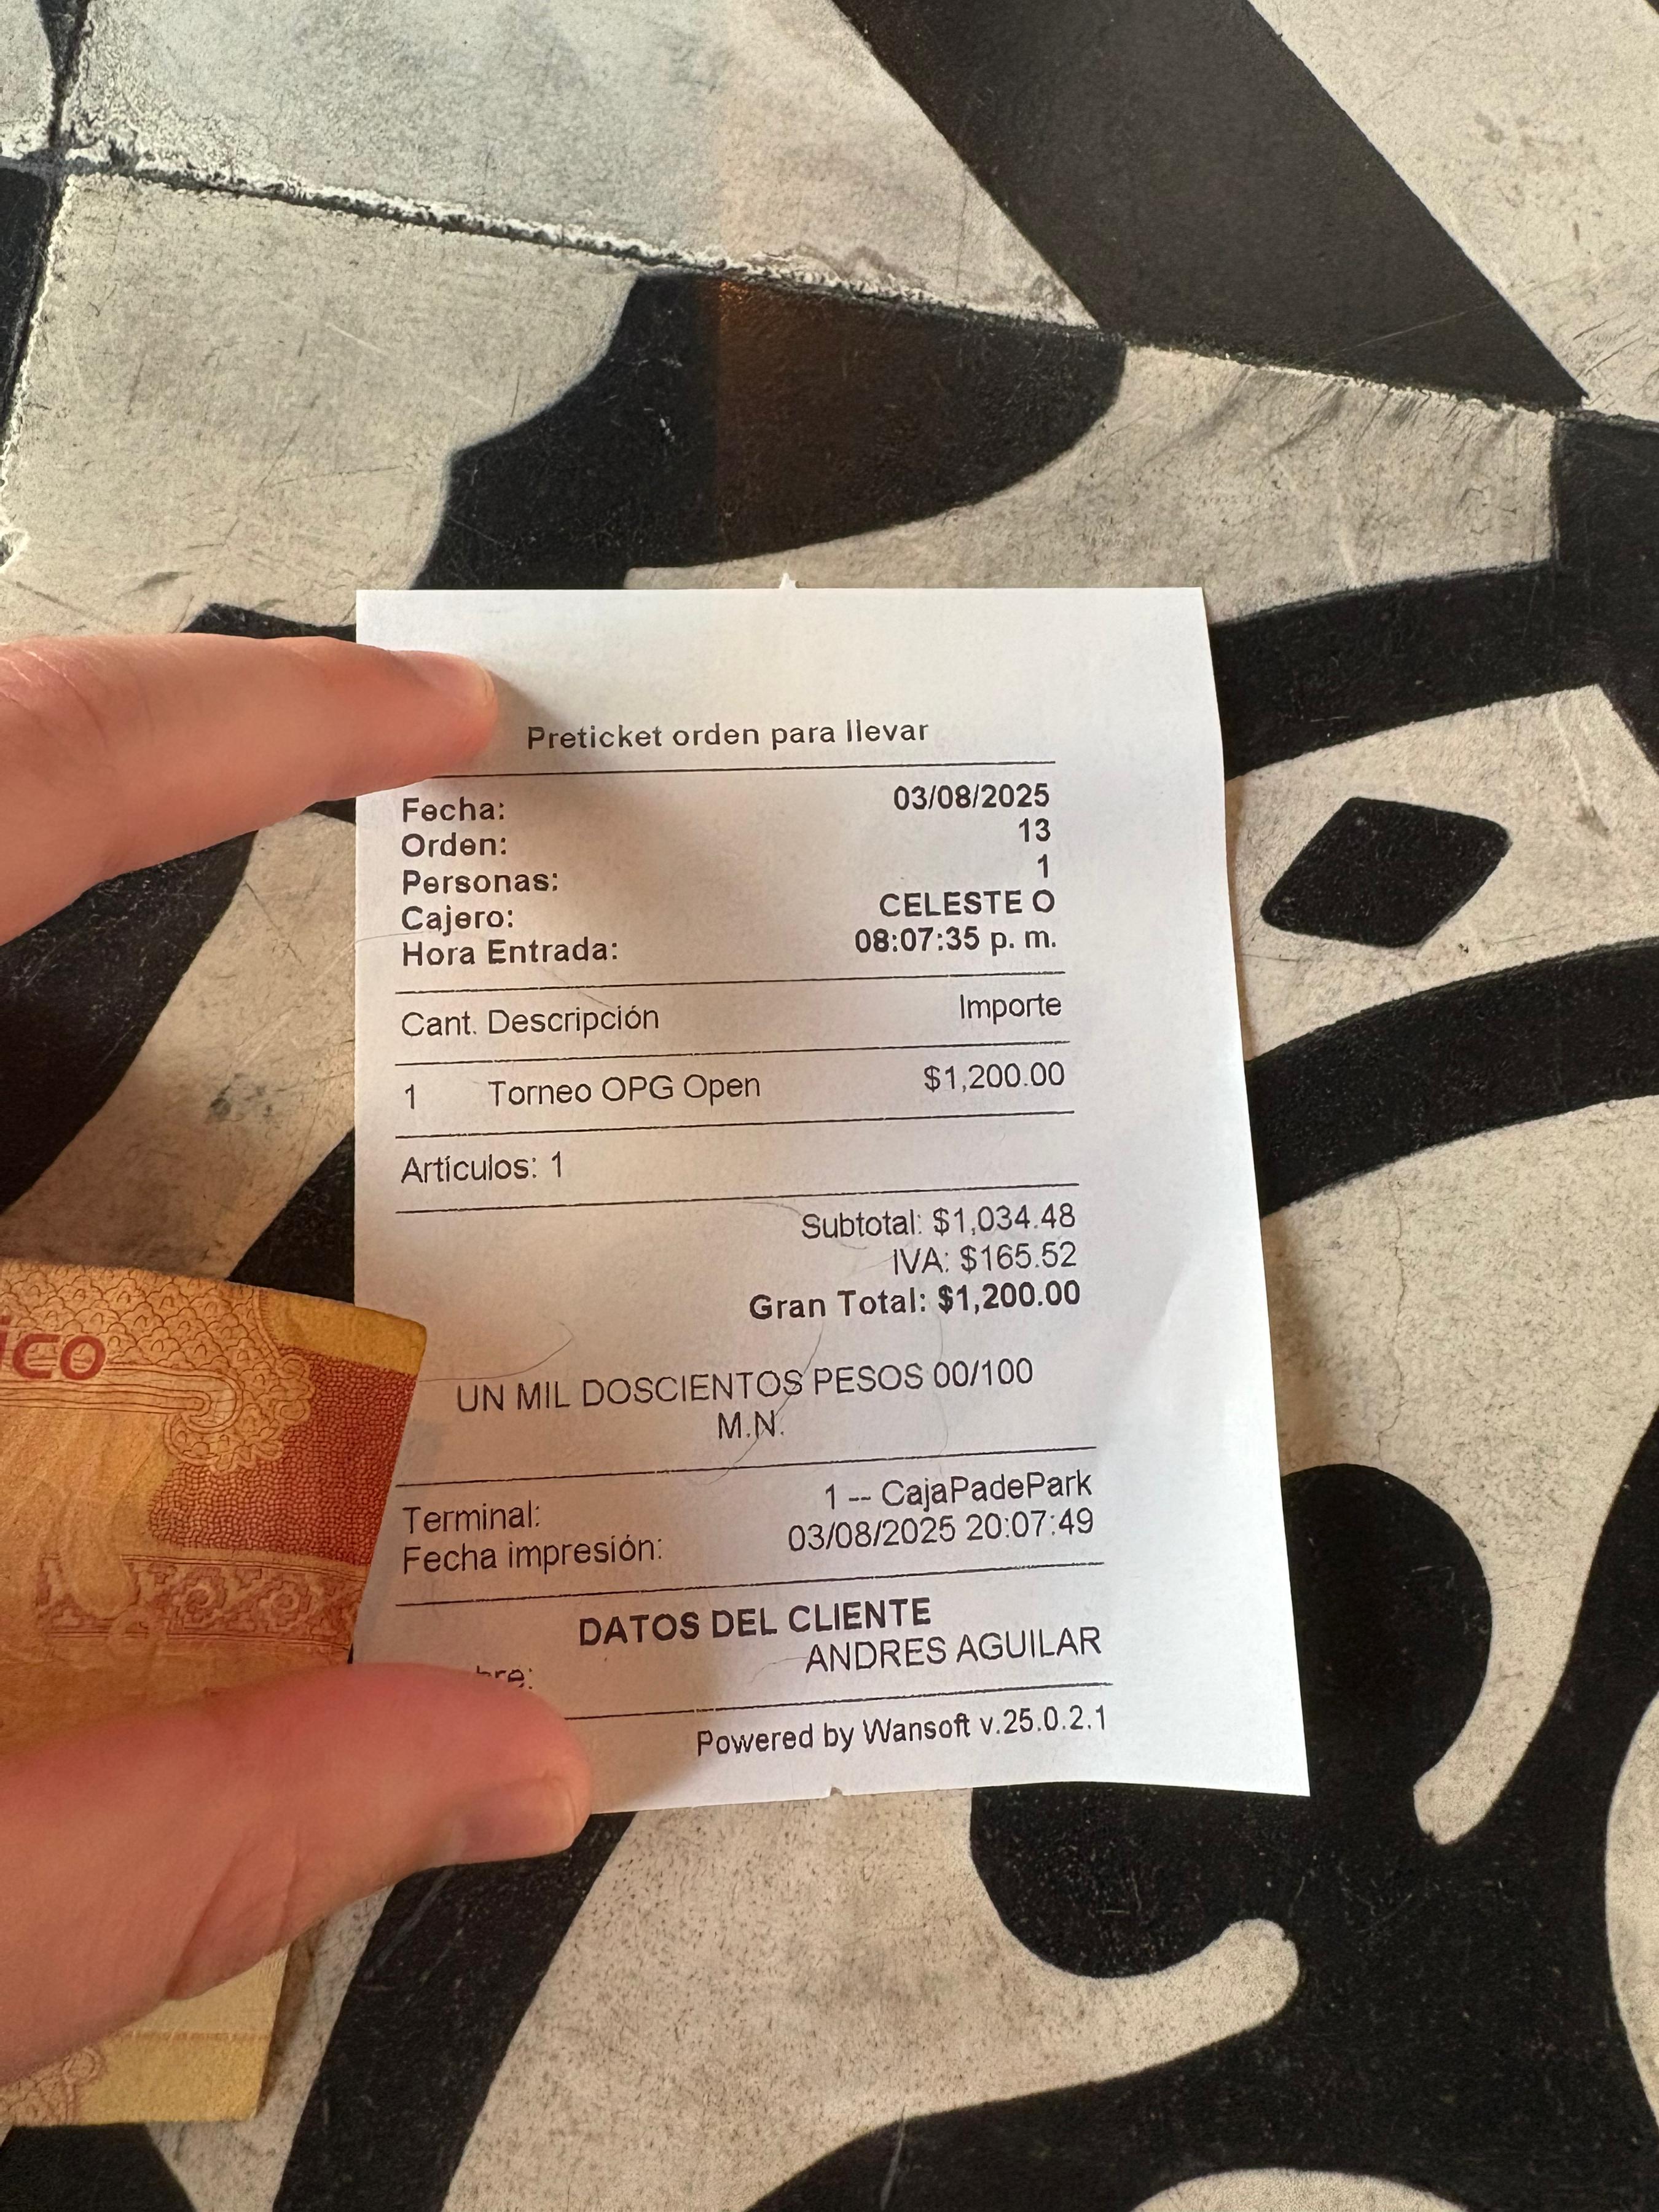 Preticket orden para llevar
Fecha: 03/08/2025
Orden: 13
Personas: 1
Cajero: CELESTE O
Hora Entrada: 08:07:35 p. m.
Cant. Descripción Importe
1 Torneo OPG Open $1,200.00
Artículos: 1
Subtotal: $1,034.48
IVA: $165.52
Gran Total: $1,200.00
UN MIL DOSCIENTOS PESOS 00/100
M.N.
Terminal: 1 -- CajaPadePark
Fecha impresión: 03/08/2025 20:07:49
DATOS DEL CLIENTE
ANDRES AGUILAR
Powered by Wansoft v.25.0.2.1